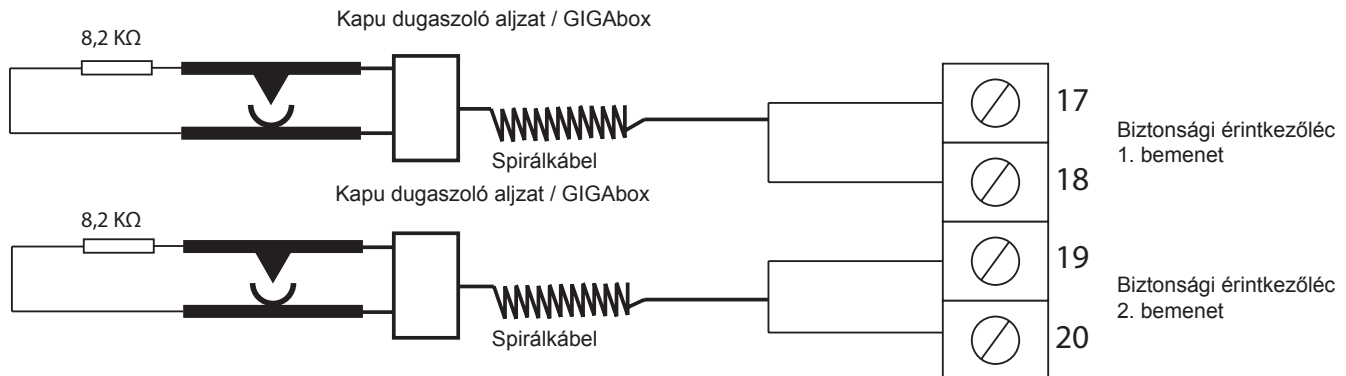 Kapu dugaszoló aljzat / GIGAbox
8,2 KΩ
Spirálkábel
17
18
Biztonsági érintkezőléc
1. bemenet
Kapu dugaszoló aljzat / GIGAbox
8,2 KΩ
Spirálkábel
19
20
Biztonsági érintkezőléc
2. bemenet